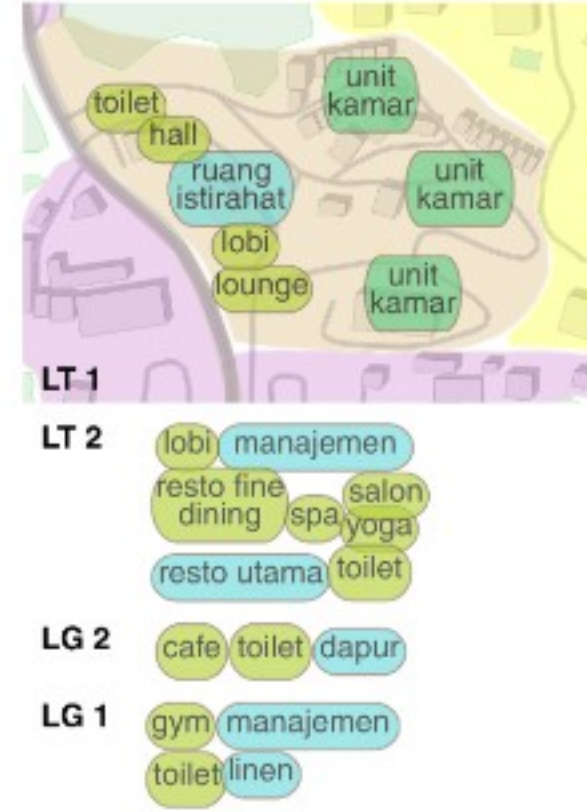 unit
kamar
toilet
hall
ruang
istirahat
unit
kamar
lobi
lounge
unit
kamar
LT 1
LT 2
lobi manajemen
resto fine
dining
spa
salon
yoga
resto utama toilet
LG 2
cafe toilet dapur
LG 1
gym manajemen
toilet linen